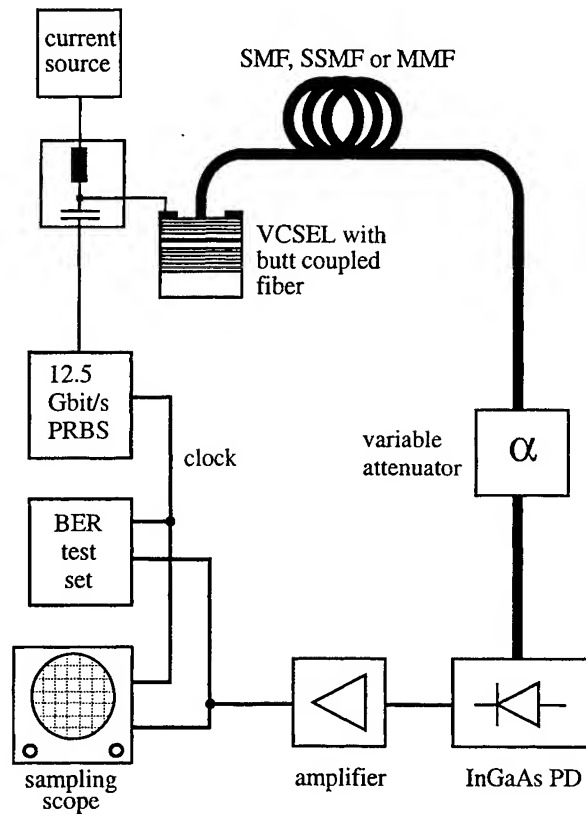 current
source
SMF, SSMF or MMF
VCSEL with
butt coupled
fiber
12.5
Gbit/s
PRBS
clock
variable
attenuator
α
BER
test
set
sampling
scope
amplifier
InGaAs PD